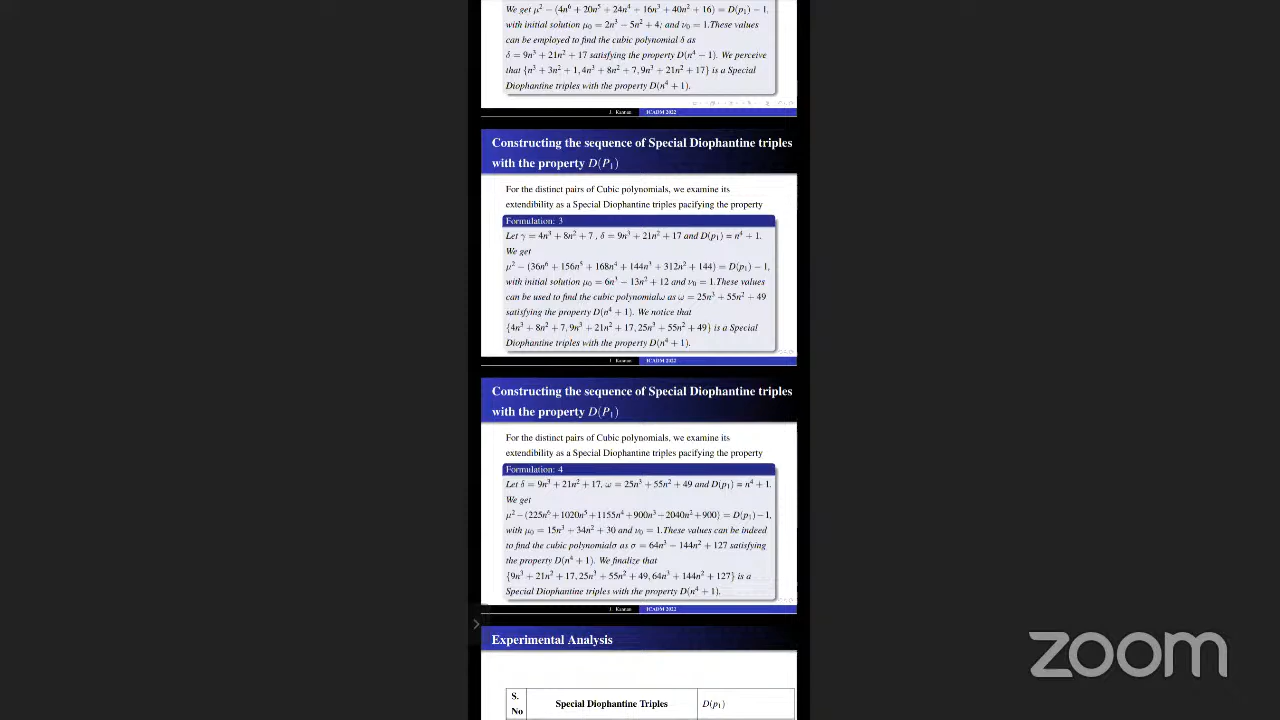 We get μ² − (4n⁶ + 20n⁵ + 24n⁴ + 16n³ + 40n² + 16) = D(p₁) − 1,
with initial solution μ₀ = 2n³ − 5n² + 4; and ν₀ = 1.These values
can be employed to find the cubic polynomial δ as
δ = 9n³ + 21n² + 17 satisfying the property D(n⁴ − 1). We perceive
that {n³ + 3n² + 1, 4n³ + 8n² + 7, 9n³ + 21n² + 17} is a Special
Diophantine triples with the property D(n⁴ + 1).
J. Kannan ICADM 2022
Constructing the sequence of Special Diophantine triples
with the property D(P₁)
For the distinct pairs of Cubic polynomials, we examine its
extendibility as a Special Diophantine triples pacifying the property
Formulation: 3
Let γ = 4n³ + 8n² + 7 , δ = 9n³ + 21n² + 17 and D(p₁) = n⁴ + 1.
We get
μ² − (36n⁶ + 156n⁵ + 168n⁴ + 144n³ + 312n² + 144) = D(p₁) − 1,
with initial solution μ₀ = 6n³ − 13n² + 12 and ν₀ = 1.These values
can be used to find the cubic polynomialω as ω = 25n³ + 55n² + 49
satisfying the property D(n⁴ + 1). We notice that
{4n³ + 8n² + 7, 9n³ + 21n² + 17, 25n³ + 55n² + 49} is a Special
Diophantine triples with the property D(n⁴ + 1).
J. Kannan ICADM 2022
Constructing the sequence of Special Diophantine triples
with the property D(P₁)
For the distinct pairs of Cubic polynomials, we examine its
extendibility as a Special Diophantine triples pacifying the property
Formulation: 4
Let δ = 9n³ + 21n² + 17, ω = 25n³ + 55n² + 49 and D(p₁) = n⁴ + 1.
We get
μ² − (225n⁶ + 1020n⁵ + 1155n⁴ + 900n³ − 2040n² + 900) = D(p₁) − 1,
with μ₀ = 15n³ + 34n² + 30 and ν₀ = 1.These values can be indeed
to find the cubic polynomialσ as σ = 64n³ − 144n² + 127 satisfying
the property D(n⁴ + 1). We finalize that
{9n³ + 21n² + 17, 25n³ + 55n² + 49, 64n³ + 144n² + 127} is a
Special Diophantine triples with the property D(n⁴ + 1).
J. Kannan ICADM 2022
Experimental Analysis
S.
No
Special Diophantine Triples
D(p₁)
zoom